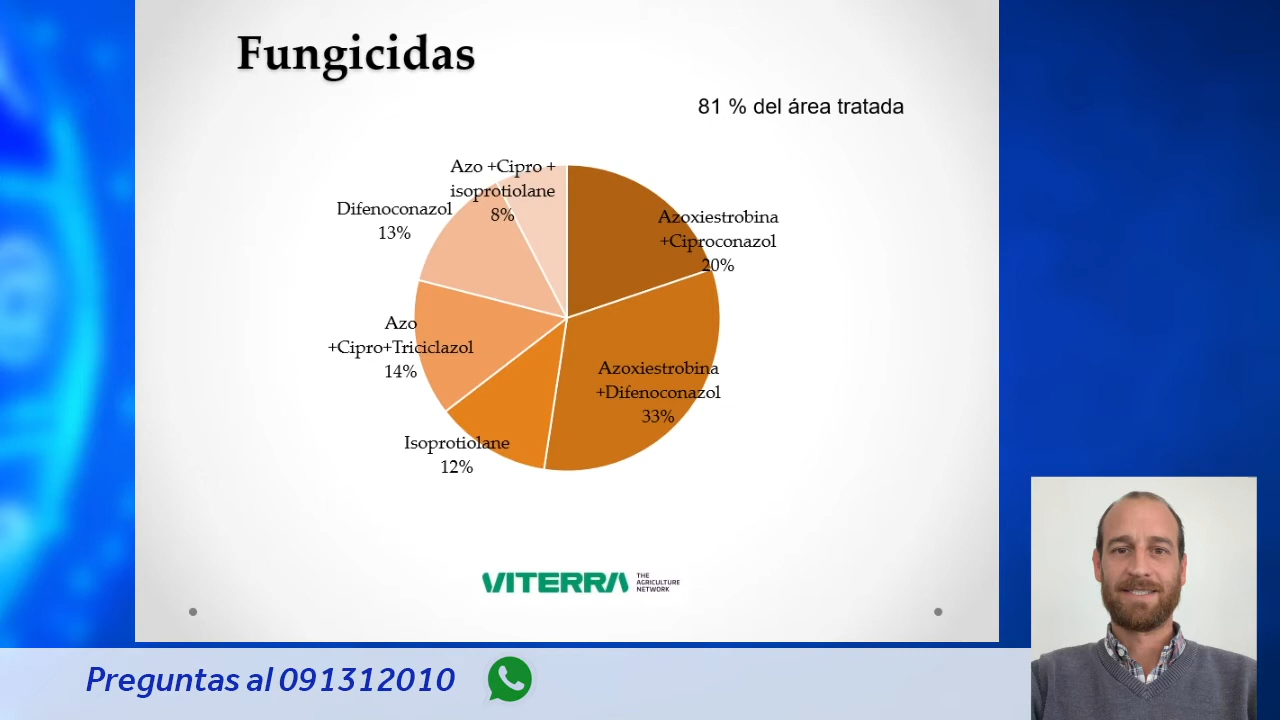 Fungicidas
81 % del área tratada
Azo +Cipro +
isoprotiolane
8%
Difenoconazol
13%
Azoxiestrobina
+Ciproconazol
20%
Azo
+Cipro+Triciclazol
14%
Azoxiestrobina
+Difenoconazol
33%
Isoprotiolane
12%
VITERRA
THE
AGRICULTURE
NETWORK
Preguntas al 091312010